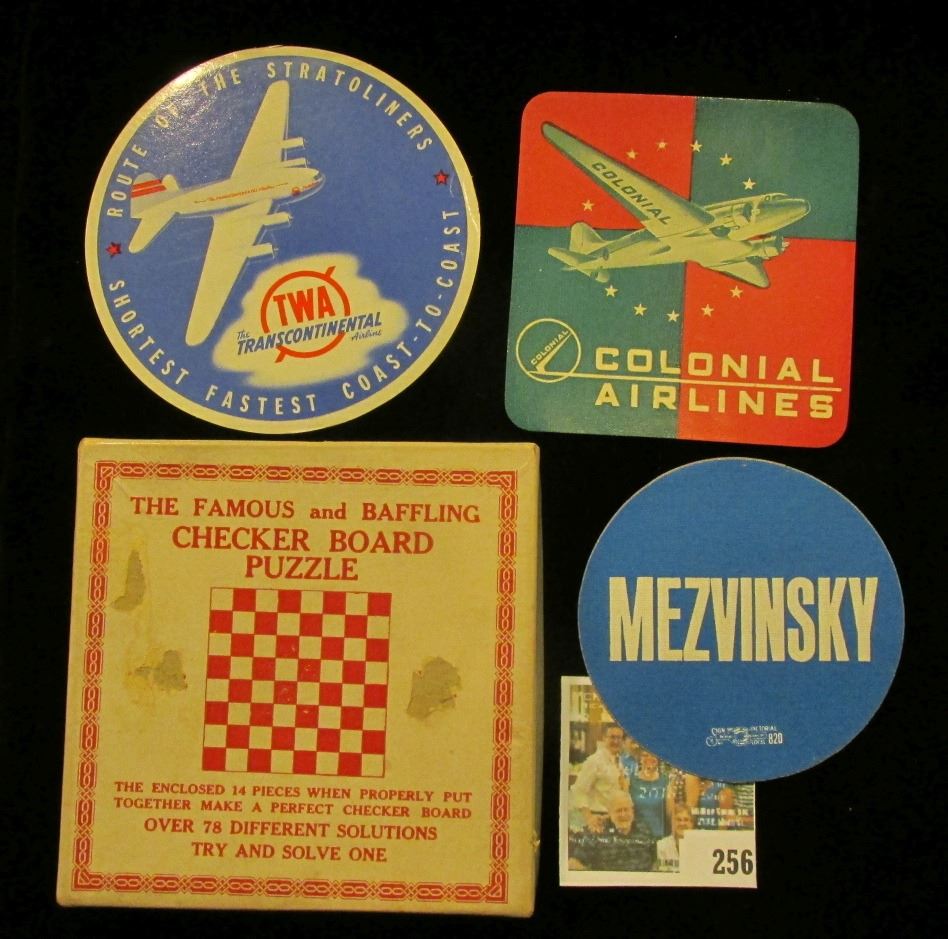 ROUTE OF THE STRATOLINERS
SHORTEST FASTEST COAST-TO-COAST
TWA
The TRANSCONTINENTAL Airline
COLONIAL
COLONIAL
COLONIAL
AIRLINES
THE FAMOUS and BAFFLING
CHECKER BOARD
PUZZLE
THE ENCLOSED 14 PIECES WHEN PROPERLY PUT
TOGETHER MAKE A PERFECT CHECKER BOARD
OVER 78 DIFFERENT SOLUTIONS
TRY AND SOLVE ONE
MEZVINSKY
PICTORIAL
820
256